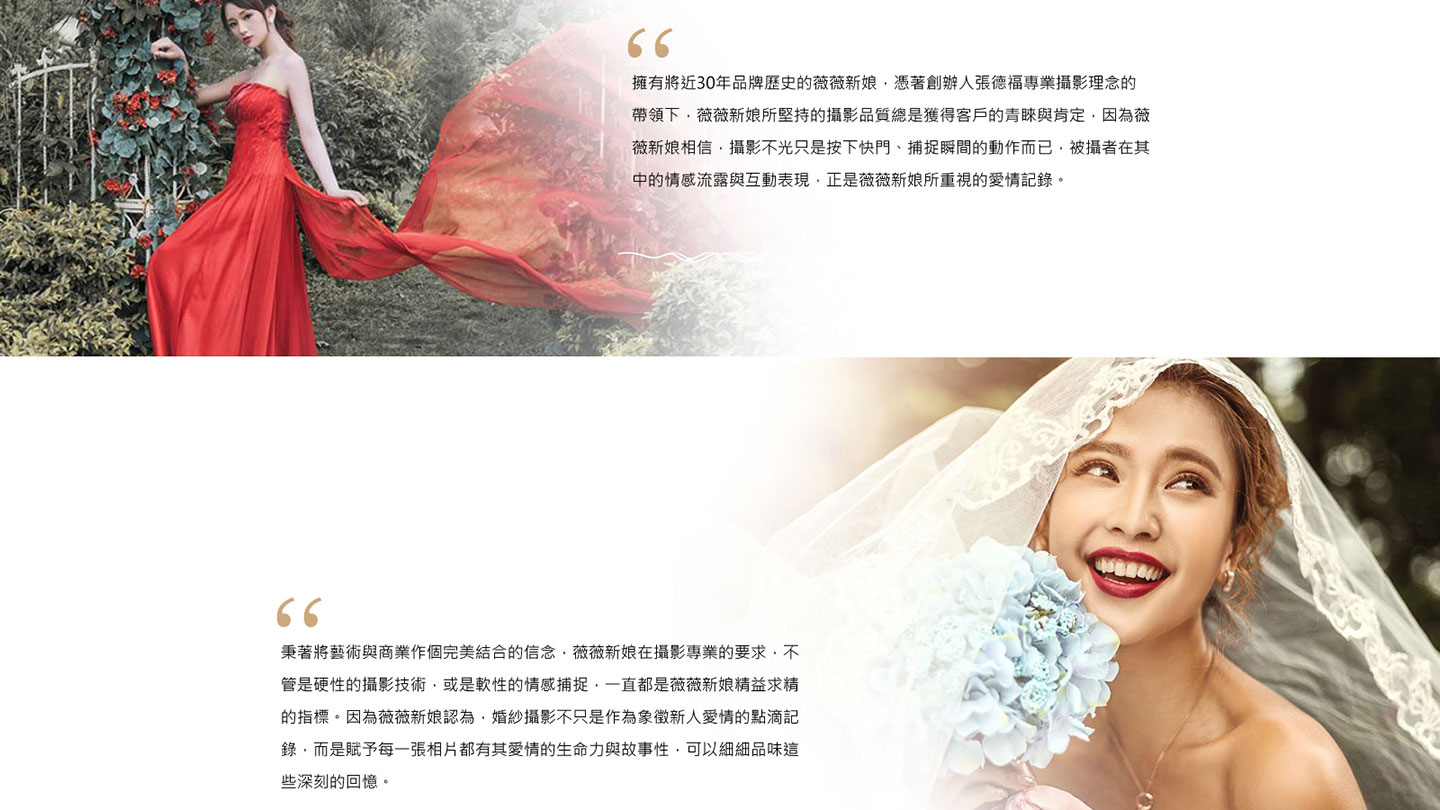 “
擁有將近30年品牌歷史的薇薇新娘，憑著創辦人張德福專業攝影理念的
帶領下，薇薇新娘所堅持的攝影品質總是獲得客戶的青睞與肯定，因為薇
薇新娘相信，攝影不光只是按下快門、捕捉瞬間的動作而已，被攝者在其
中的情感流露與互動表現，正是薇薇新娘所重視的愛情記錄。
“
秉著將藝術與商業作個完美結合的信念，薇薇新娘在攝影專業的要求，不
管是硬性的攝影技術，或是軟性的情感捕捉，一直都是薇薇新娘精益求精
的指標。因為薇薇新娘認為，婚紗攝影不只是作為象徵新人愛情的點滴記
錄，而是賦予每一張相片都有其愛情的生命力與故事性，可以細細品味這
些深刻的回憶。